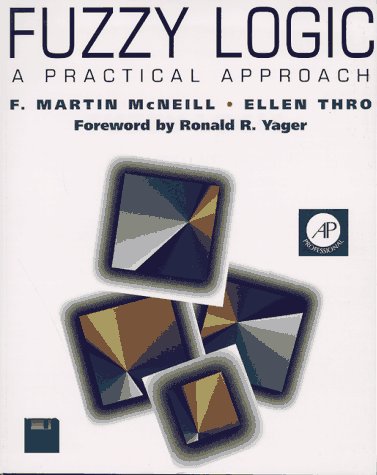 FUZZY LOGIC
A PRACTICAL APPROACH
F. MARTIN MCNEILL • ELLEN THRO
Foreword by Ronald R. Yager
AP
PROFESSIONAL